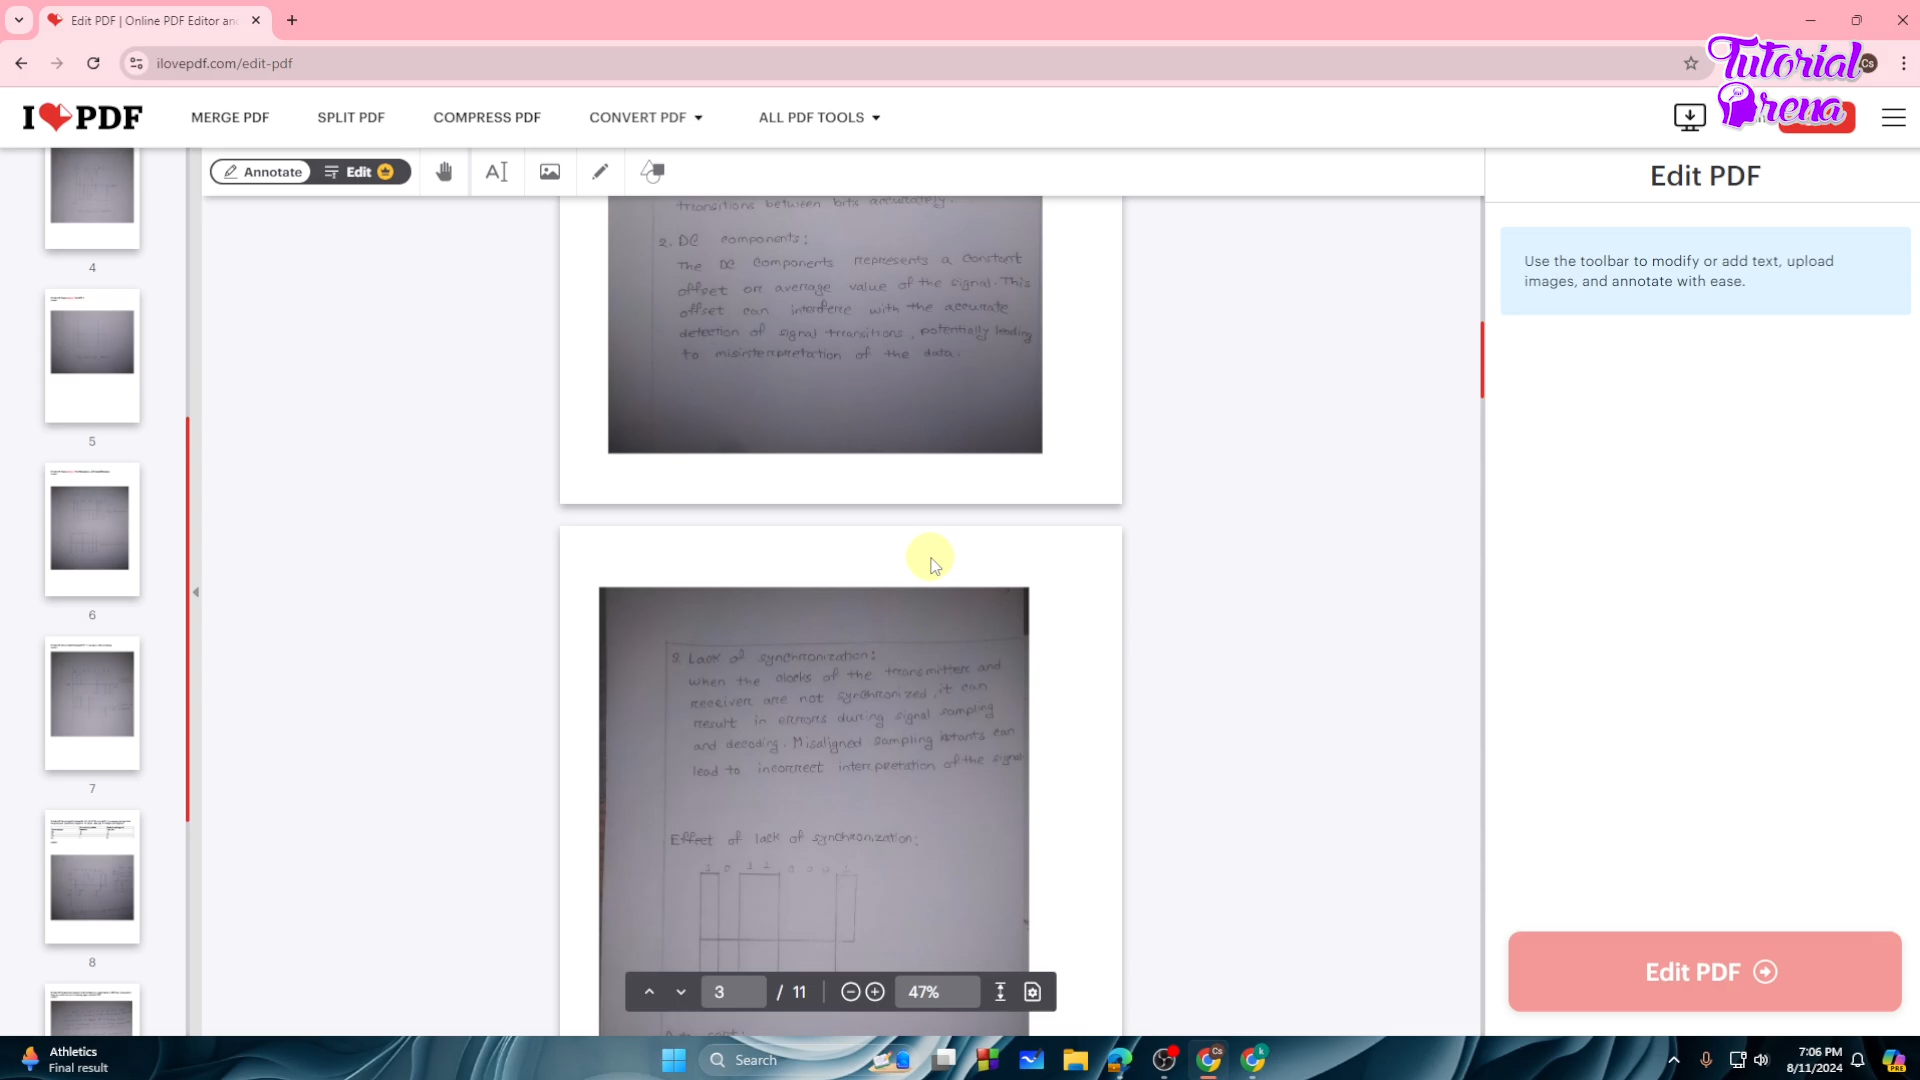 Edit PDF | Online PDF Editor an
ilovepdf.com/edit-pdf
Tutorial
Arena
Cs
I PDF
MERGE PDF
SPLIT PDF
COMPRESS PDF
CONVERT PDF
ALL PDF TOOLS
Annotate
Edit
Edit PDF
Use the toolbar to modify or add text, upload
images, and annotate with ease.
4
5
6
7
8
transitions between bits accurately.
2. DC components:
The DC components represents a constant
offset or average value of the signal. This
offset can interfere with the accurate
detection of signal transitions, potentially leading
to misinterpretation of the data.
Lack of synchronization:
when the clocks of the transmitter and
receiver are not synchronized, it can
result in errors during signal sampling
and decoding. Misaligned sampling can
lead to incorrect interpretation of the signal
Effect of lack of synchronization:
3 / 11
47%
Edit PDF
Athletics
Final result
Search
Cs
k
7:06 PM
8/11/2024
PRE